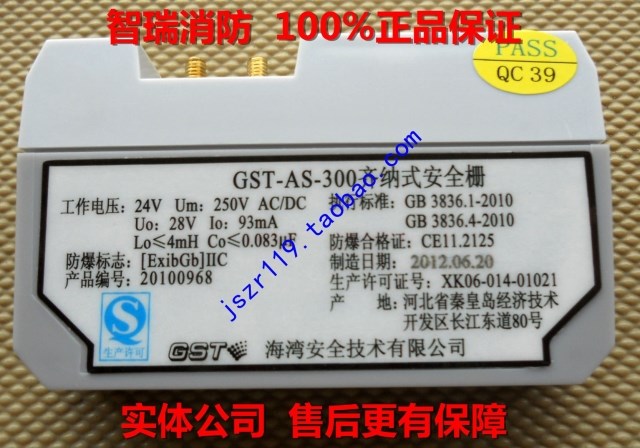 智瑞消防 100%正品保证
PASS
QC 39
GST-AS-300齐纳式安全栅
工作电压: 24V Um: 250V AC/DC
Uo: 28V Io: 93mA
Lo≤4mH Co≤0.083μF
防爆标志: [ExibGb]IIC
产品编号: 20100968
执行标准: GB 3836.1-2010
GB 3836.4-2010
防爆合格证: CE11.2125
制造日期: 2012.06.20
生产许可证号: XK06-014-01021
产 地: 河北省秦皇岛经济技术
开发区长江东道80号
生产许可
GST 海湾安全技术有限公司
jszr119.taobao.com
实体公司 售后更有保障